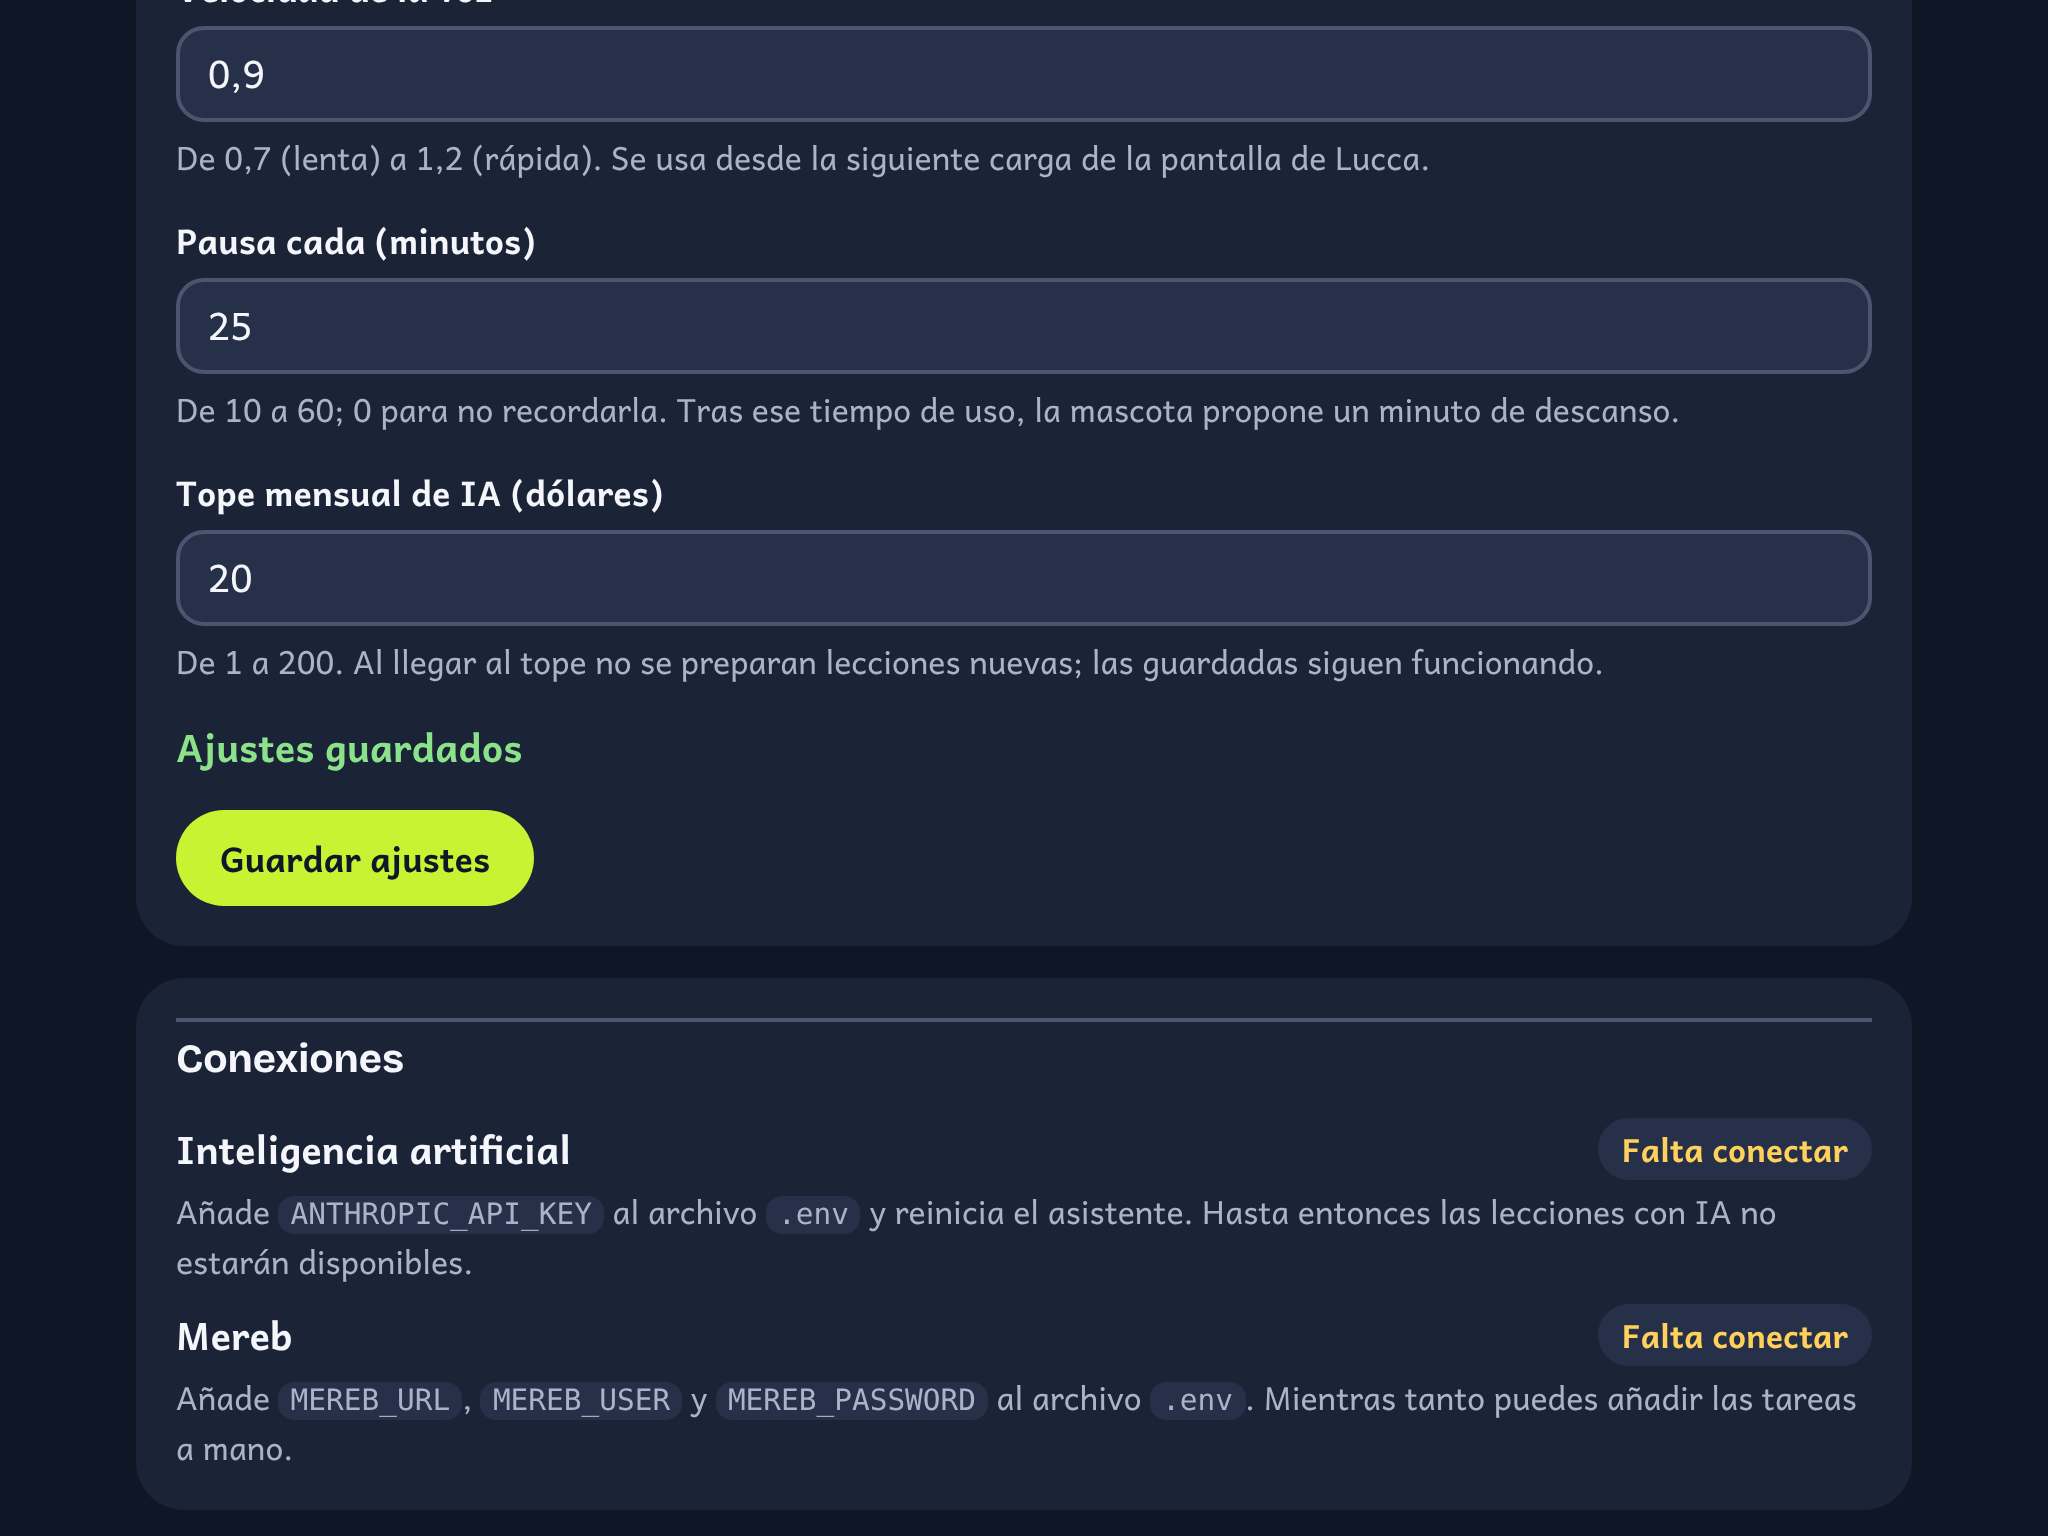 Velocidad de la voz
0,9
De 0,7 (lenta) a 1,2 (rápida). Se usa desde la siguiente carga de la pantalla de Lucca.
Pausa cada (minutos)
25
De 10 a 60; 0 para no recordarla. Tras ese tiempo de uso, la mascota propone un minuto de descanso.
Tope mensual de IA (dólares)
20
De 1 a 200. Al llegar al tope no se preparan lecciones nuevas; las guardadas siguen funcionando.
Ajustes guardados
Guardar ajustes
Conexiones
Inteligencia artificial
Falta conectar
Añade ANTHROPIC_API_KEY al archivo .env y reinicia el asistente. Hasta entonces las lecciones con IA no
estarán disponibles.
Mereb
Falta conectar
Añade MEREB_URL, MEREB_USER y MEREB_PASSWORD al archivo .env. Mientras tanto puedes añadir las tareas
a mano.